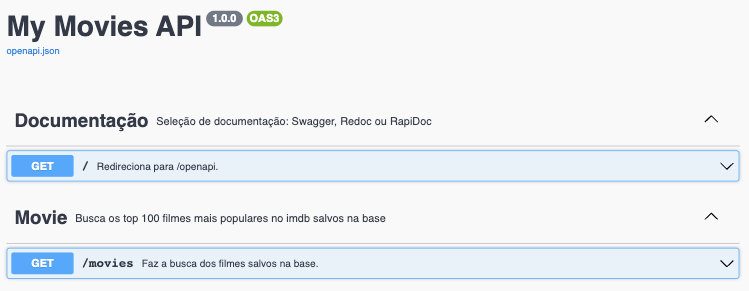 My Movies API 1.0.0 OAS3
openapi.json
Documentação Seleção de documentação: Swagger, Redoc ou RapiDoc
GET / Redireciona para /openapi.
Movie Busca os top 100 filmes mais populares no imdb salvos na base
GET /movies Faz a busca dos filmes salvos na base.